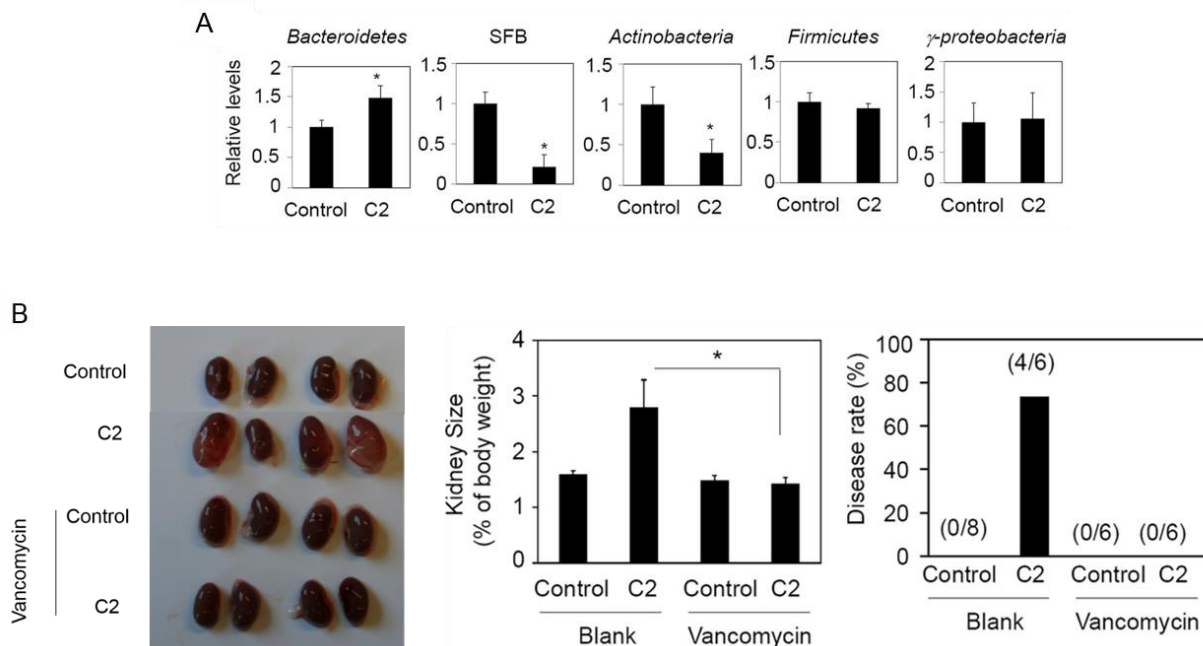 A
Bacteroidetes
SFB
Actinobacteria
Firmicutes
γ-proteobacteria
Relative levels
2
1.5
1
0.5
0
*
Control C2
1.5
1
0.5
0
*
Control C2
1.5
1
0.5
0
*
Control C2
1.5
1
0.5
0
Control C2
2
1.5
1
0.5
0
Control C2
B
Control
C2
Vancomycin
Control
C2
Kidney Size
(% of body weight)
4
3
2
1
0
*
Control C2 Control C2
Blank Vancomycin
Disease rate (%)
100
80
60
40
20
0
(4/6)
(0/8)
(0/6) (0/6)
Control C2 Control C2
Blank Vancomycin